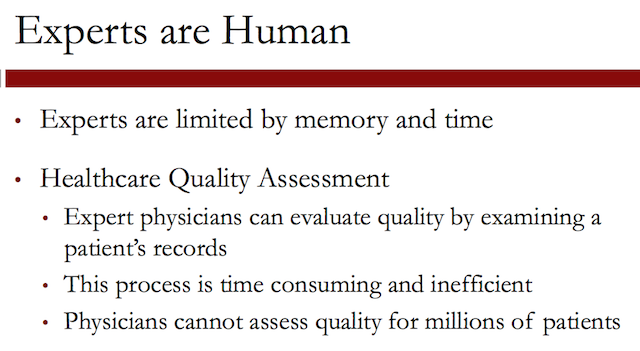 Experts are Human
• Experts are limited by memory and time
• Healthcare Quality Assessment
• Expert physicians can evaluate quality by examining a
patient's records
• This process is time consuming and inefficient
• Physicians cannot assess quality for millions of patients